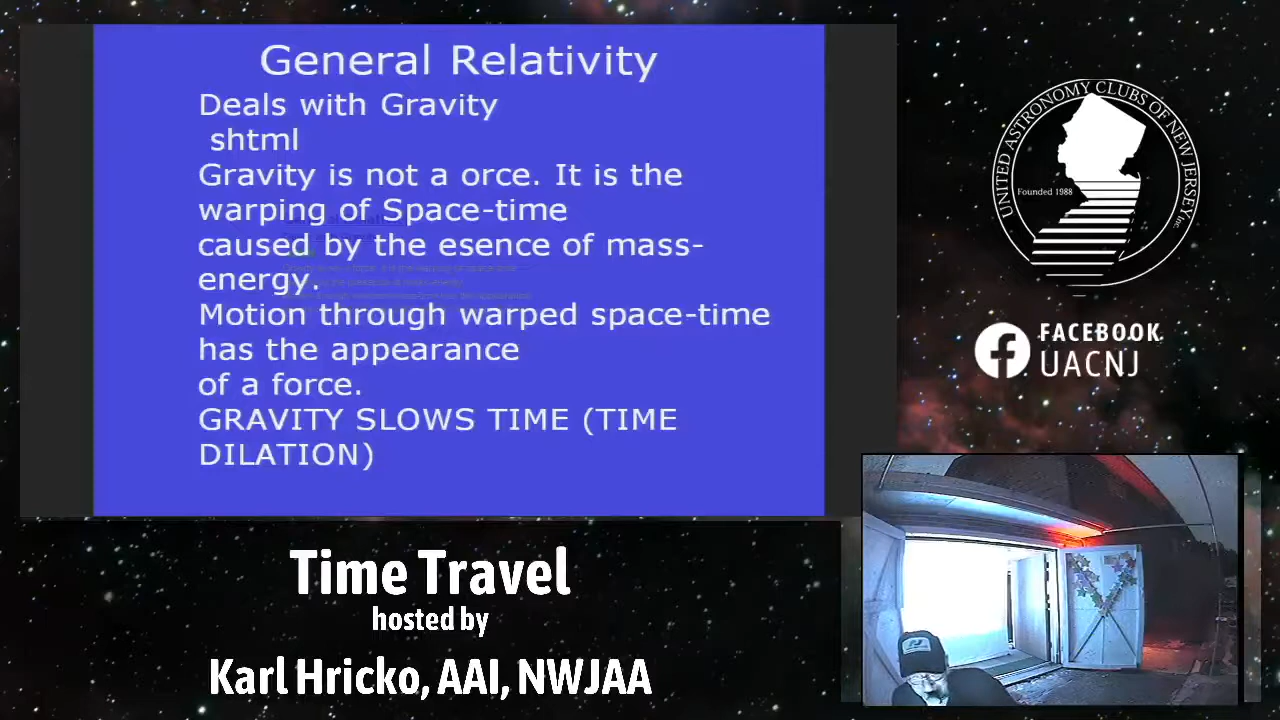 General Relativity
Deals with Gravity
shtml
Gravity is not a orce. It is the
warping of Space-time
caused by the esence of mass-
energy.
Motion through warped space-time
has the appearance
of a force.
GRAVITY SLOWS TIME (TIME
DILATION)
UNITED ASTRONOMY CLUBS OF NEW JERSEY Inc.
Founded 1988
FACEBOOK
UACNJ
Time Travel
hosted by
Karl Hricko, AAI, NWJAA